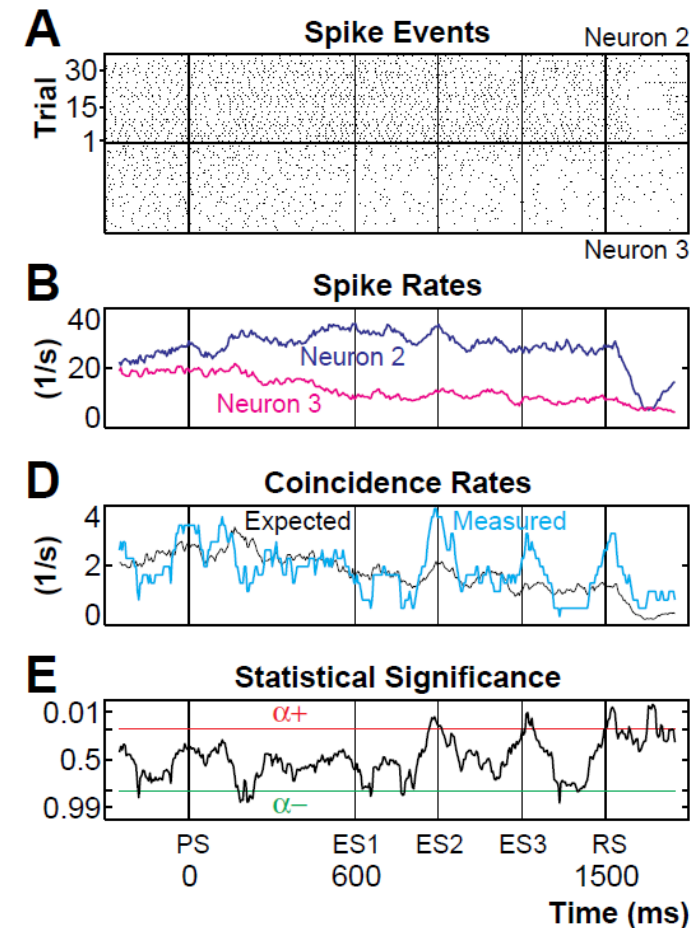 A
Spike Events
Neuron 2
Trial
30
15
1
Neuron 3
B
Spike Rates
(1/s)
40
20
0
Neuron 2
Neuron 3
D
Coincidence Rates
(1/s)
4
2
0
Expected
Measured
E
Statistical Significance
0.01
0.5
0.99
α+
α−
PS ES1 ES2 ES3 RS
0 600 1500
Time (ms)